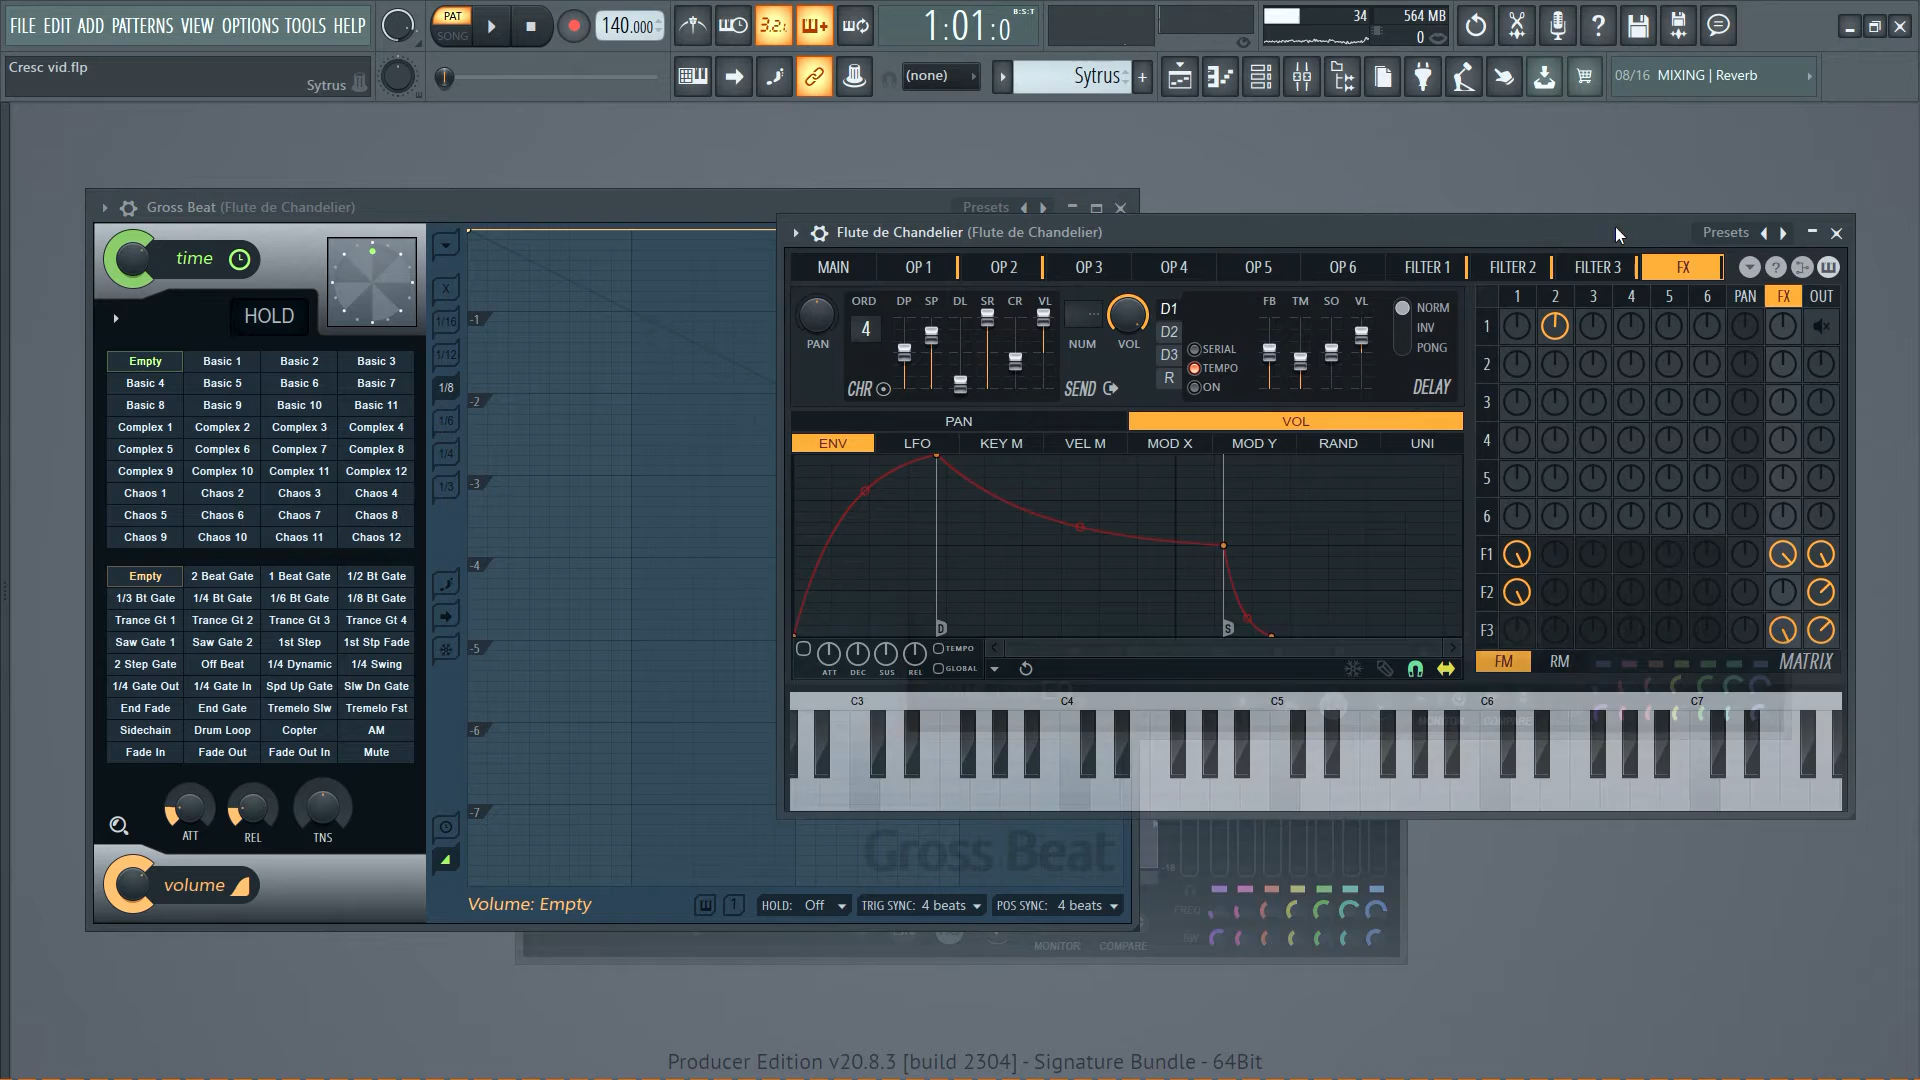 FILE EDIT ADD PATTERNS VIEW OPTIONS TOOLS HELP
PAT
SONG
140.000
3.2.
1:01:0
B:S:T
34
564 MB
0
Cresc vid.flp
Sytrus
(none)
Sytrus
08/16 MIXING | Reverb
Gross Beat (Flute de Chandelier)
Presets
time
HOLD
Empty Basic 1 Basic 2 Basic 3
Basic 4 Basic 5 Basic 6 Basic 7
Basic 8 Basic 9 Basic 10 Basic 11
Complex 1 Complex 2 Complex 3 Complex 4
Complex 5 Complex 6 Complex 7 Complex 8
Complex 9 Complex 10 Complex 11 Complex 12
Chaos 1 Chaos 2 Chaos 3 Chaos 4
Chaos 5 Chaos 6 Chaos 7 Chaos 8
Chaos 9 Chaos 10 Chaos 11 Chaos 12
Empty 2 Beat Gate 1 Beat Gate 1/2 Bt Gate
1/3 Bt Gate 1/4 Bt Gate 1/6 Bt Gate 1/8 Bt Gate
Trance Gt 1 Trance Gt 2 Trance Gt 3 Trance Gt 4
Saw Gate 1 Saw Gate 2 1st Step 1st Stp Fade
2 Step Gate Off Beat 1/4 Dynamic 1/4 Swing
1/4 Gate Out 1/4 Gate In Spd Up Gate Slw Dn Gate
End Fade End Gate Tremelo Slw Tremelo Fst
Sidechain Drum Loop Copter AM
Fade In Fade Out Fade Out In Mute
ATT REL TNS
volume
X
1/16
1/12
1/8
1/6
1/4
1/3
-1
-2
-3
-4
-5
-6
-7
Gross Beat
Volume: Empty
1
HOLD: Off
TRIG SYNC: 4 beats
POS SYNC: 4 beats
Flute de Chandelier (Flute de Chandelier)
Presets
MAIN OP 1 OP 2 OP 3 OP 4 OP 5 OP 6 FILTER 1 FILTER 2 FILTER 3 FX
PAN
ORD DP SP DL SR CR VL
4
CHR
NUM VOL
SEND
D1
D2
D3
R
SERIAL
TEMPO
ON
FB TM SO VL
NORM
INV
PONG
DELAY
PAN VOL
ENV LFO KEY M VEL M MOD X MOD Y RAND UNI
D
S
ATT DEC SUS REL
TEMPO
GLOBAL
1 2 3 4 5 6 PAN FX OUT
1
2
3
4
5
6
F1
F2
F3
FM RM MATRIX
MONITOR COMPARE
C3 C4 C5 C6 C7
-18
FREQ
BW
MONITOR COMPARE
Producer Edition v20.8.3 [build 2304] - Signature Bundle - 64Bit